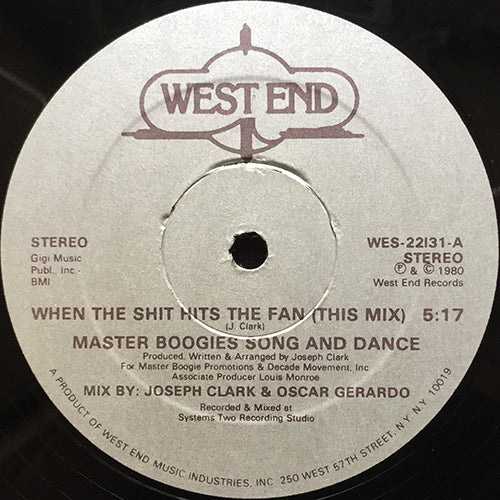 WEST END
STEREO
Gigi Music
Publ., Inc.-
BMI
WES-22131-A
STEREO
Ⓟ & © 1980
West End Records
WHEN THE SHIT HITS THE FAN (THIS MIX) 5:17
(J. Clark)
MASTER BOOGIES SONG AND DANCE
Produced, Written & Arranged by Joseph Clark
For Master Boogie Promotions & Decade Movement, Inc
Associate Producer Louis Monroe
MIX BY: JOSEPH CLARK & OSCAR GERARDO
Recorded & Mixed at
Systems Two Recording Studio
A PRODUCT OF WEST END MUSIC INDUSTRIES, INC 250 WEST 57TH STREET, NY, NY 10019